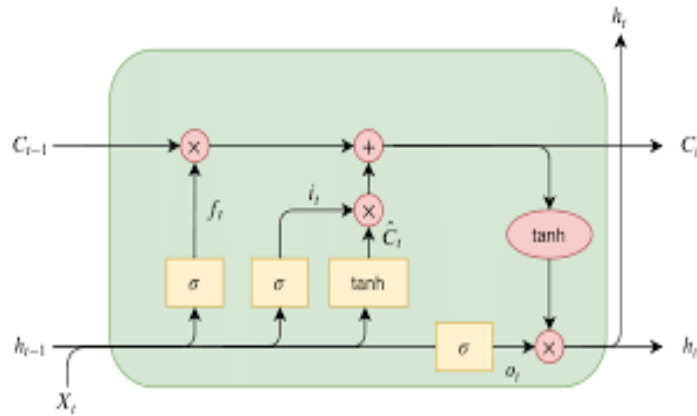 h_t
C_{t-1} × + C_t
f_t i_t ×
Ĉ_t tanh
σ σ tanh
h_{t-1} σ × h_t
o_t
X_t